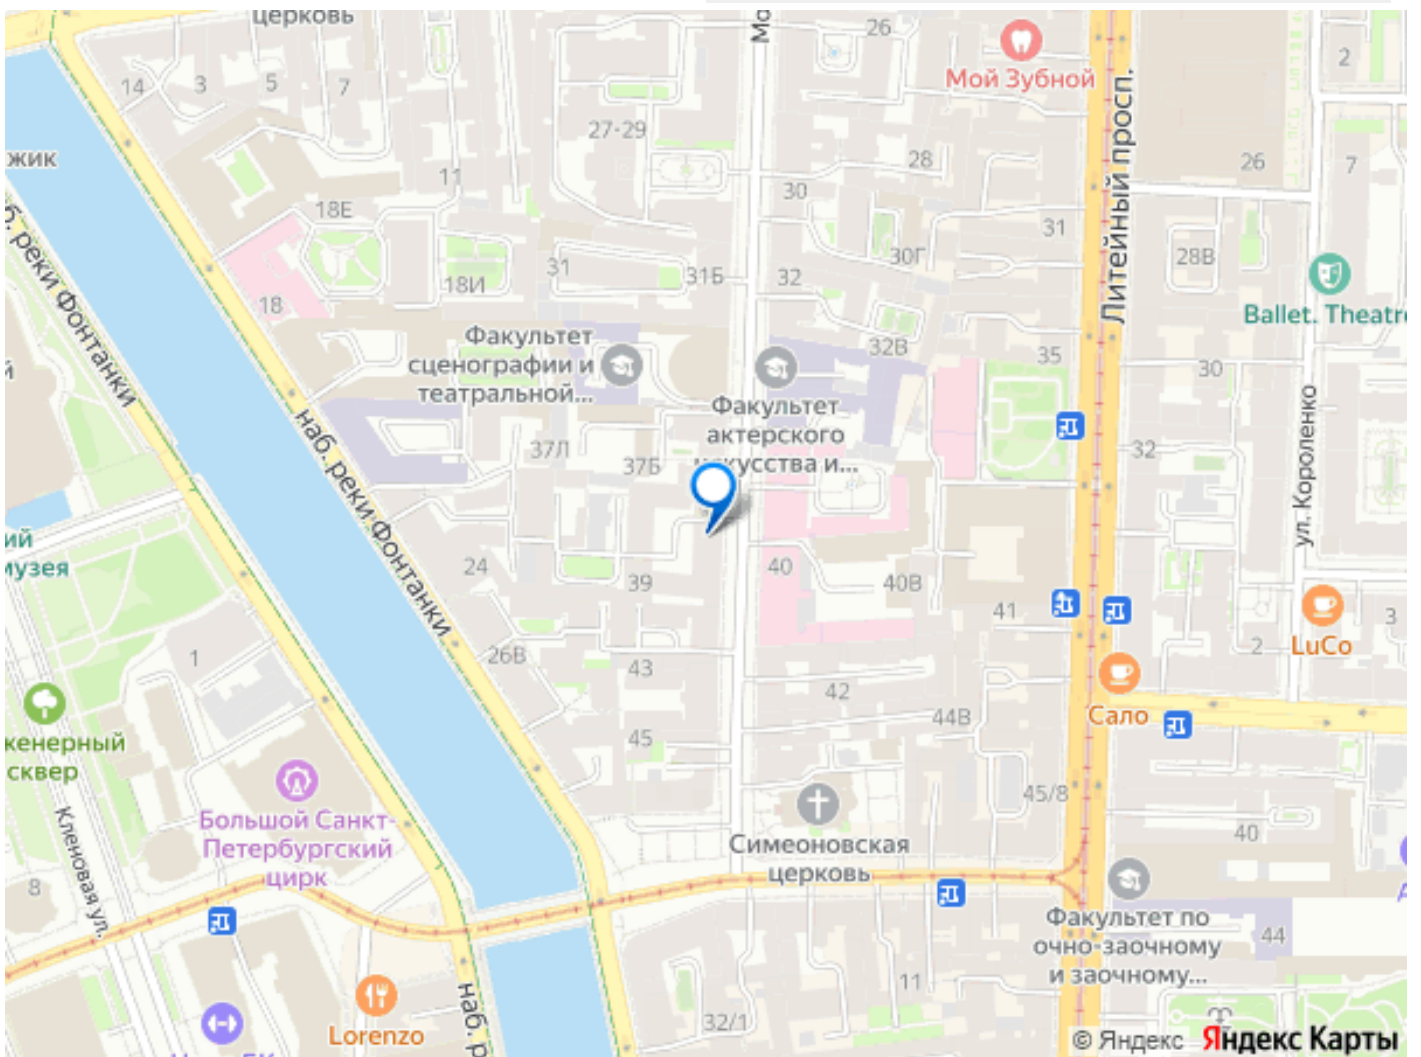 церковь
26
Мой Зубной
2
14
3
5
7
27-29
Литейный просп.
жик
28
26
7
11
30
18Е
31
30Г
28В
31
31Б
32
18И
18
Ballet. Theatre
наб. реки Фонтанки
Факультет
сценографии и
театральной...
32В
35
30
Факультет
актерского
искусства и...
ул. Короленко
37Л
37Б
32
ий
музея
24
39
40
40В
41
LuCo
3
2
1
26В
43
42
44В
Сало
45
женерный
сквер
Большой Санкт-
Петербургский
цирк
45/8
40
Симеоновская
церковь
Кленовая ул.
8
Факультет по
очно-заочному
и заочному...
44
11
Lorenzo
32/1
наб. р
© Яндекс Яндекс Карты